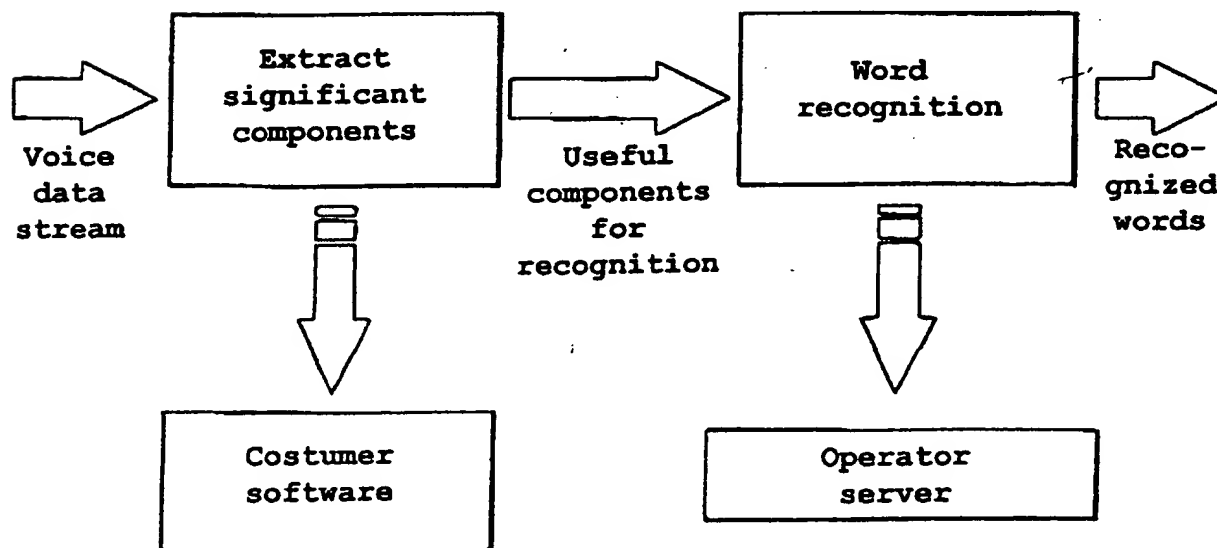 Extract
significant
components
Word
recognition
Voice
data
stream
Useful
components
for
recognition
Reco-
gnized
words
Costumer
software
Operator
server